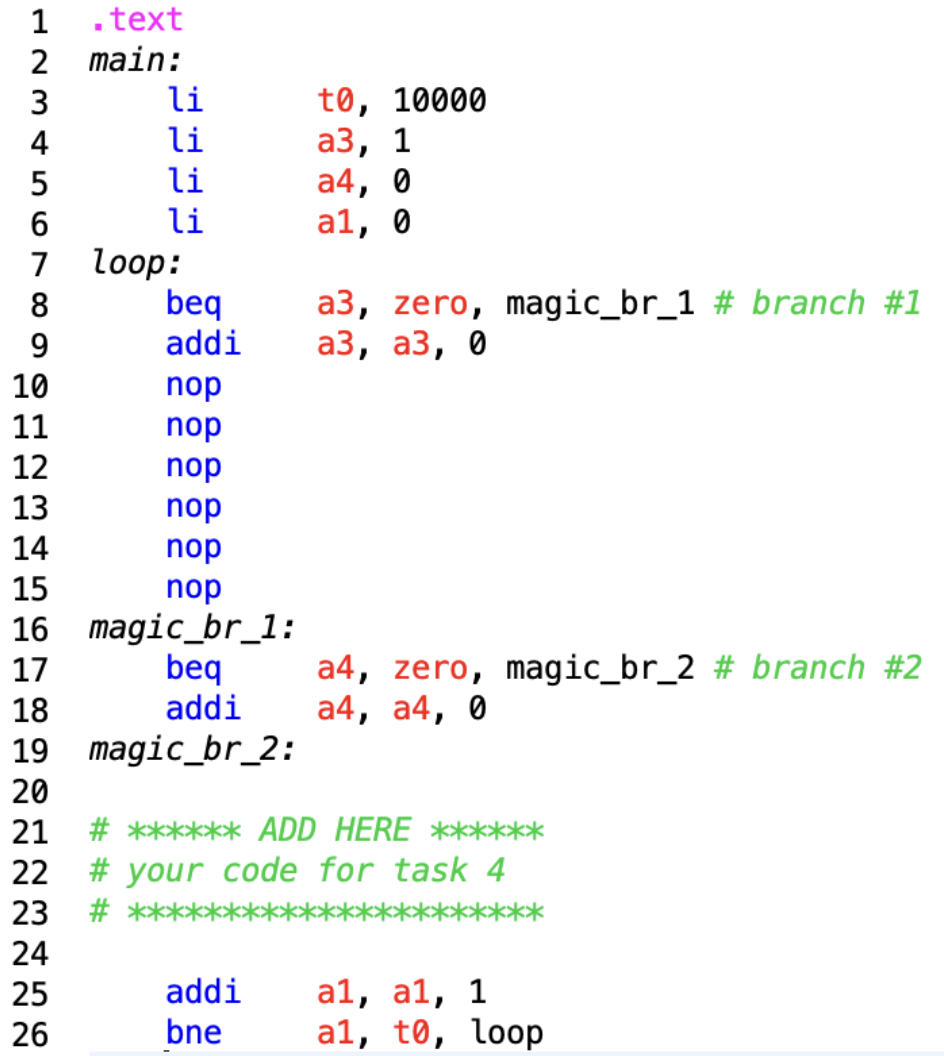 1 .text
2 main:
3 li t0, 10000
4 li a3, 1
5 li a4, 0
6 li a1, 0
7 loop:
8 beq a3, zero, magic_br_1 # branch #1
9 addi a3, a3, 0
10 nop
11 nop
12 nop
13 nop
14 nop
15 nop
16 magic_br_1:
17 beq a4, zero, magic_br_2 # branch #2
18 addi a4, a4, 0
19 magic_br_2:
20
21 # ****** ADD HERE ******
22 # your code for task 4
23 # **********************
24
25 addi a1, a1, 1
26 bne a1, t0, loop